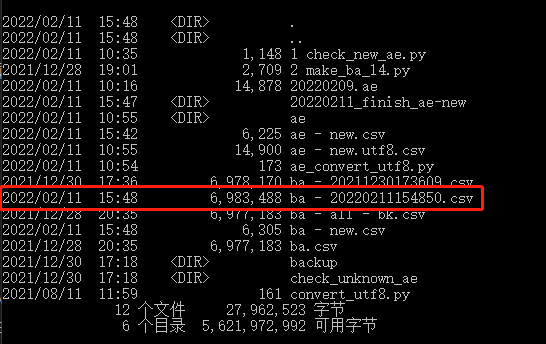 2022/02/11  15:48    <DIR>          .
2022/02/11  15:48    <DIR>          ..
2022/02/11  10:35             1,148 1 check_new_ae.py
2021/12/28  19:01             2,709 2 make_ba_14.py
2022/02/11  10:16            14,878 20220209.ae
2022/02/11  15:47    <DIR>          20220211_finish_ae-new
2022/02/11  10:55    <DIR>          ae
2022/02/11  15:42             6,225 ae - new.csv
2022/02/11  10:55            14,900 ae - new.utf8.csv
2022/02/11  10:54               173 ae_convert_utf8.py
2021/12/30  17:36         6,978,170 ba - 20211230173609.csv
2022/02/11  15:48         6,983,488 ba - 20220211154850.csv
2021/12/28  20:35         6,977,183 ba - all - bk.csv
2022/02/11  15:48             6,305 ba - new.csv
2021/12/28  20:35         6,977,183 ba.csv
2021/12/30  17:18    <DIR>          backup
2021/12/30  17:18    <DIR>          check_unknown_ae
2021/08/11  11:59               161 convert_utf8.py
12 个文件     27,962,523 字节
6 个目录  5,621,972,992 可用字节